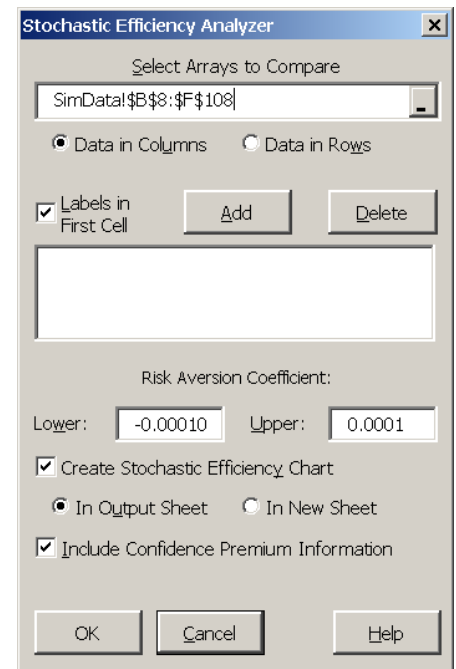 Stochastic Efficiency Analyzer
Select Arrays to Compare
SimData!$B$8:$F$108
Data in Columns Data in Rows
Labels in
First Cell
Add Delete
Risk Aversion Coefficient:
Lower: -0.00010 Upper: 0.0001
Create Stochastic Efficiency Chart
In Output Sheet In New Sheet
Include Confidence Premium Information
OK Cancel Help